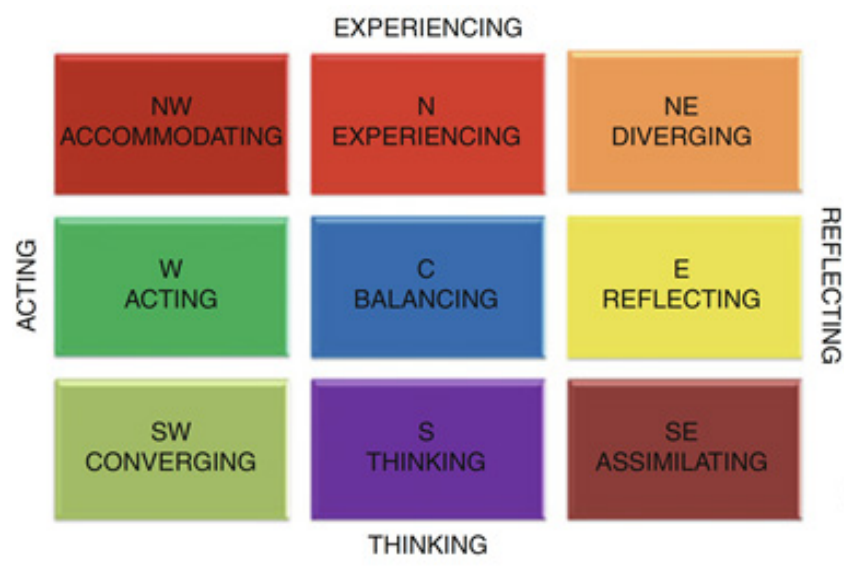 EXPERIENCING
NW
ACCOMMODATING
N
EXPERIENCING
NE
DIVERGING
ACTING
W
ACTING
C
BALANCING
E
REFLECTING
REFLECTING
SW
CONVERGING
S
THINKING
SE
ASSIMILATING
THINKING